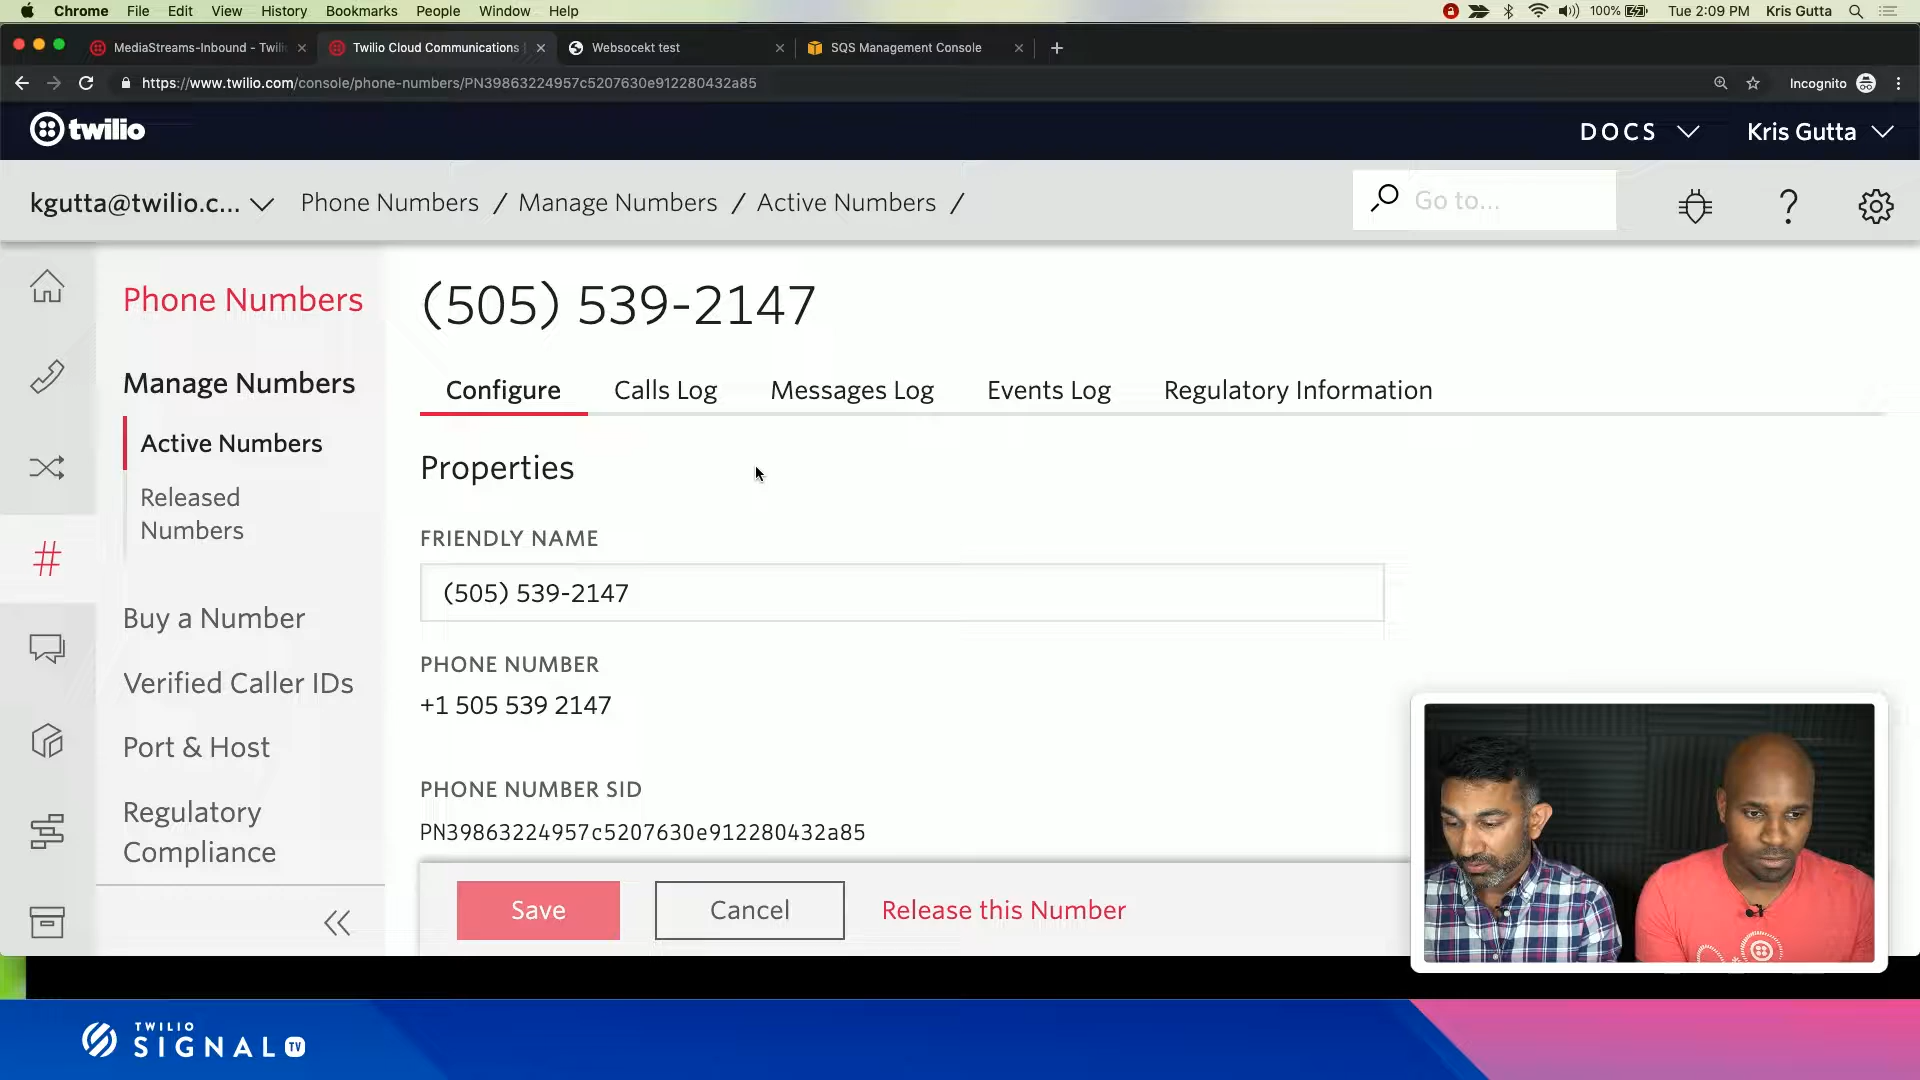 Chrome File Edit View History Bookmarks People Window Help 100% Tue 2:09 PM Kris Gutta
MediaStreams-Inbound - Twili
Twilio Cloud Communications |
Websocekt test
SQS Management Console
https://www.twilio.com/console/phone-numbers/PN39863224957c5207630e912280432a85
Incognito
twilio
DOCS
Kris Gutta
kgutta@twilio.c...
Phone Numbers / Manage Numbers / Active Numbers /
Go to...
Phone Numbers
Manage Numbers
Active Numbers
Released
Numbers
Buy a Number
Verified Caller IDs
Port & Host
Regulatory
Compliance
(505) 539-2147
Configure Calls Log Messages Log Events Log Regulatory Information
Properties
FRIENDLY NAME
(505) 539-2147
PHONE NUMBER
+1 505 539 2147
PHONE NUMBER SID
PN39863224957c5207630e912280432a85
Save
Cancel
Release this Number
TWILIO
SIGNAL TV